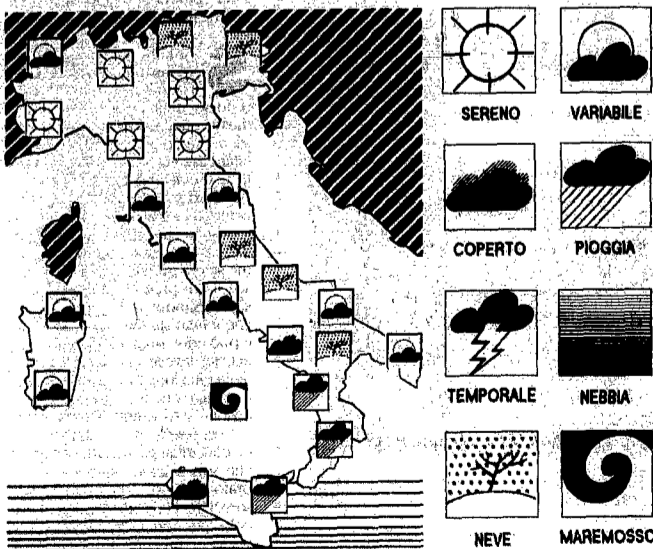 SERENO VARIABILE
COPERTO PIOGGIA
TEMPORALE NEBBIA
NEVE MAREMOSSO